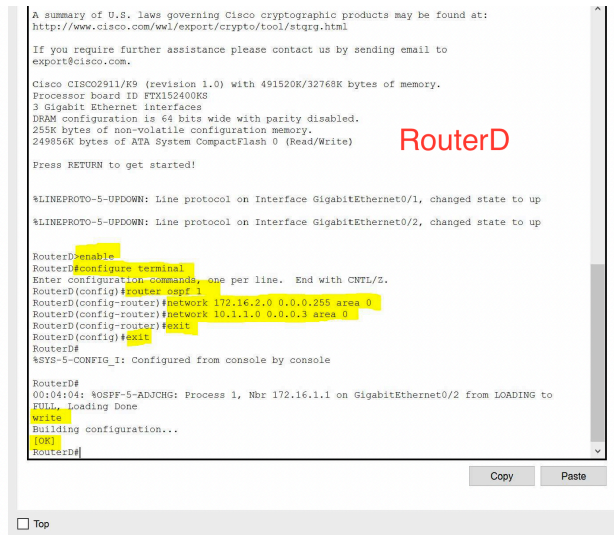 A summary of U.S. laws governing Cisco cryptographic products may be found at:
http://www.cisco.com/wwl/export/crypto/tool/stqrg.html
If you require further assistance please contact us by sending email to
export@cisco.com.
Cisco CISCO2911/K9 (revision 1.0) with 491520K/32768K bytes of memory.
Processor board ID FTX152400KS
3 Gigabit Ethernet interfaces
DRAM configuration is 64 bits wide with parity disabled.
255K bytes of non-volatile configuration memory.
249856K bytes of ATA System CompactFlash 0 (Read/Write)
RouterD
Press RETURN to get started!
%LINEPROTO-5-UPDOWN: Line protocol on Interface GigabitEthernet0/1, changed state to up
%LINEPROTO-5-UPDOWN: Line protocol on Interface GigabitEthernet0/2, changed state to up
RouterD>enable
RouterD#configure terminal
Enter configuration commands, one per line.  End with CNTL/Z.
RouterD(config)#router ospf 1
RouterD(config-router)#network 172.16.2.0 0.0.0.255 area 0
RouterD(config-router)#network 10.1.1.0 0.0.0.3 area 0
RouterD(config-router)#exit
RouterD(config)#exit
RouterD#
%SYS-5-CONFIG_I: Configured from console by console
RouterD#
00:04:04: %OSPF-5-ADJCHG: Process 1, Nbr 172.16.1.1 on GigabitEthernet0/2 from LOADING to
FULL, Loading Done
write
Building configuration...
[OK]
RouterD#
Copy Paste
Top